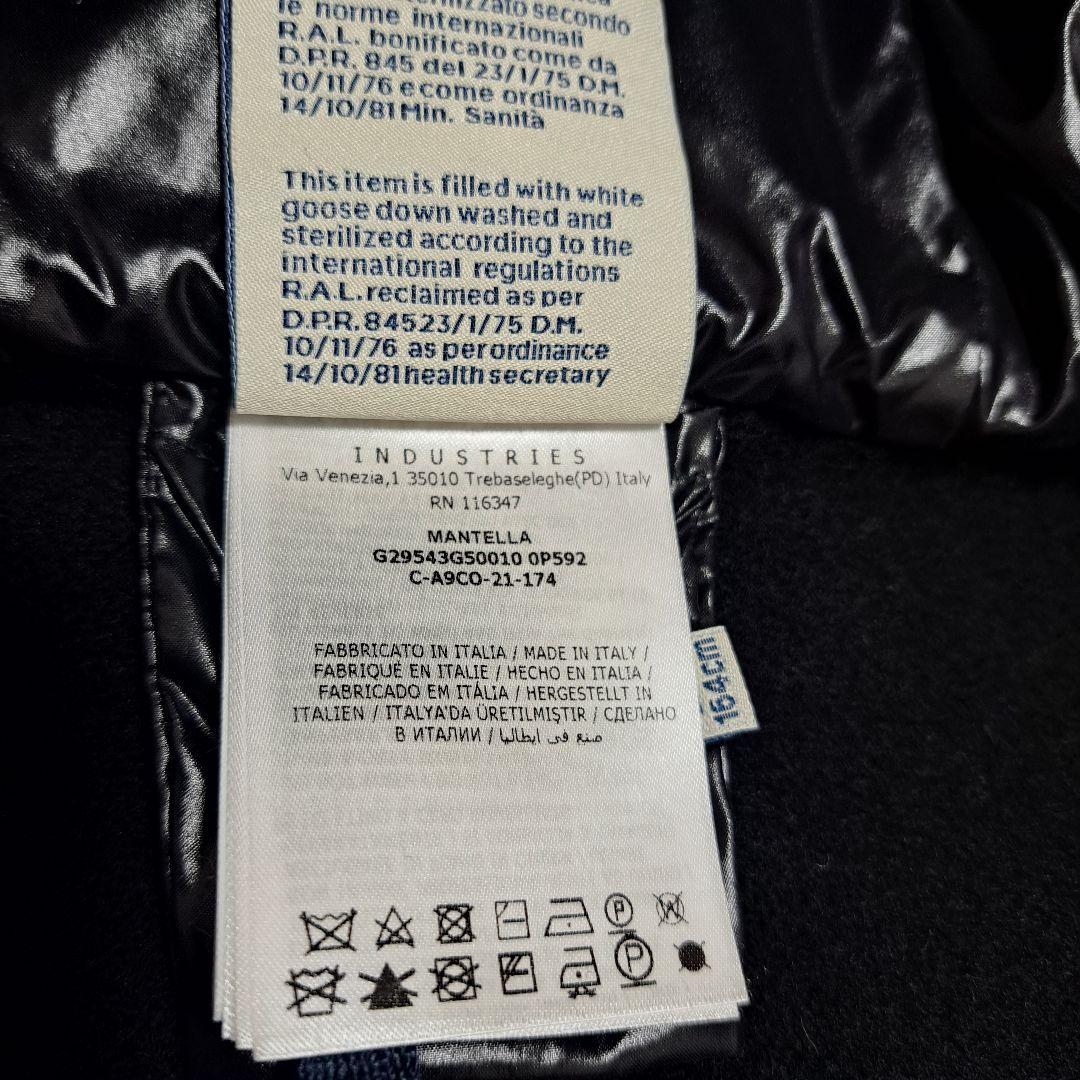 secondo
le norme internazionali
R.A.L. bonificato come da
D.P.R. 845 del 23/1/75 D.M.
10/11/76 e come ordinanza
14/10/81 Min. Sanità
This item is filled with white
goose down washed and
sterilized according to the
international regulations
R.A.L. reclaimed as per
D.P.R. 84523/1/75 D.M.
10/11/76 as per ordinance
14/10/81 health secretary
INDUSTRIES
Via Venezia,1 35010 Trebaseleghe(PD) Italy
RN 116347
MANTELLA
G29543G50010 0P592
C-A9CO-21-174
FABBRICATO IN ITALIA / MADE IN ITALY /
FABRIQUÉ EN ITALIE / HECHO EN ITALIA /
FABRICADO EM ITÁLIA / HERGESTELLT IN
ITALIEN / ITALYA'DA ÜRETILMIŞTIR / СДЕЛАНО
В ИТАЛИИ / صنع في ايطاليا
164cm
P
W
P